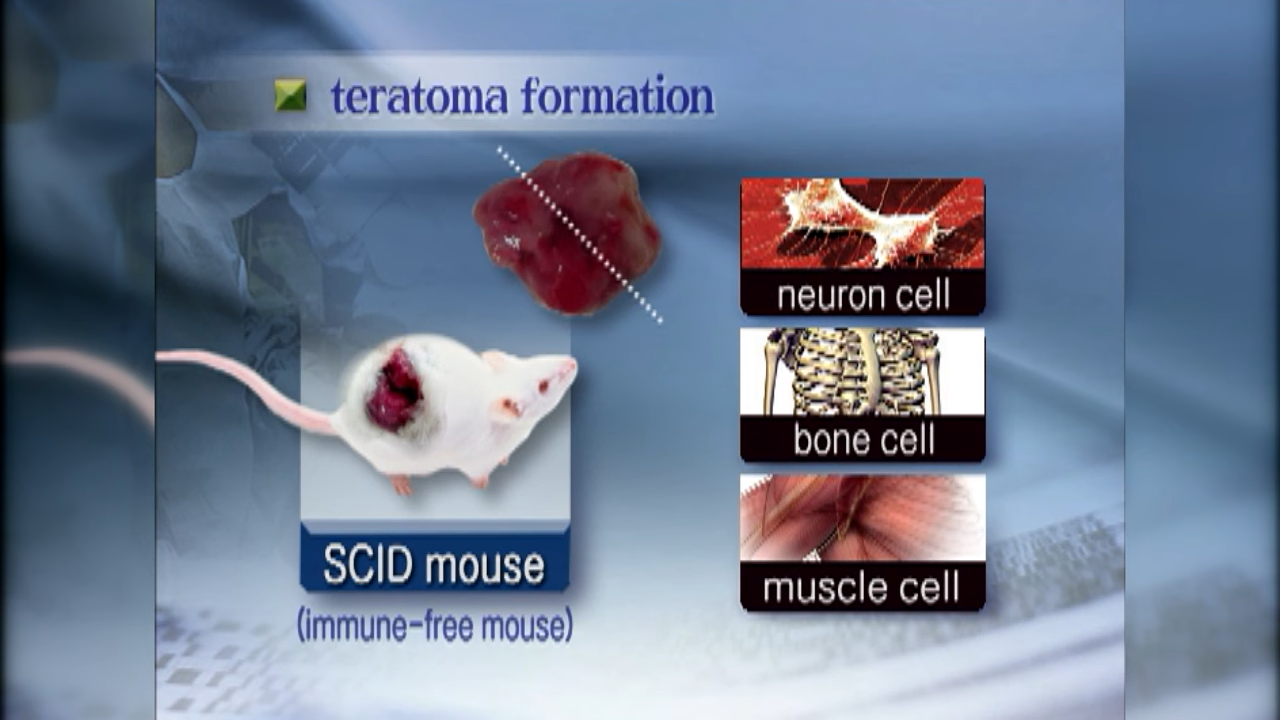 teratoma formation
neuron cell
bone cell
muscle cell
SCID mouse
(immune-free mouse)